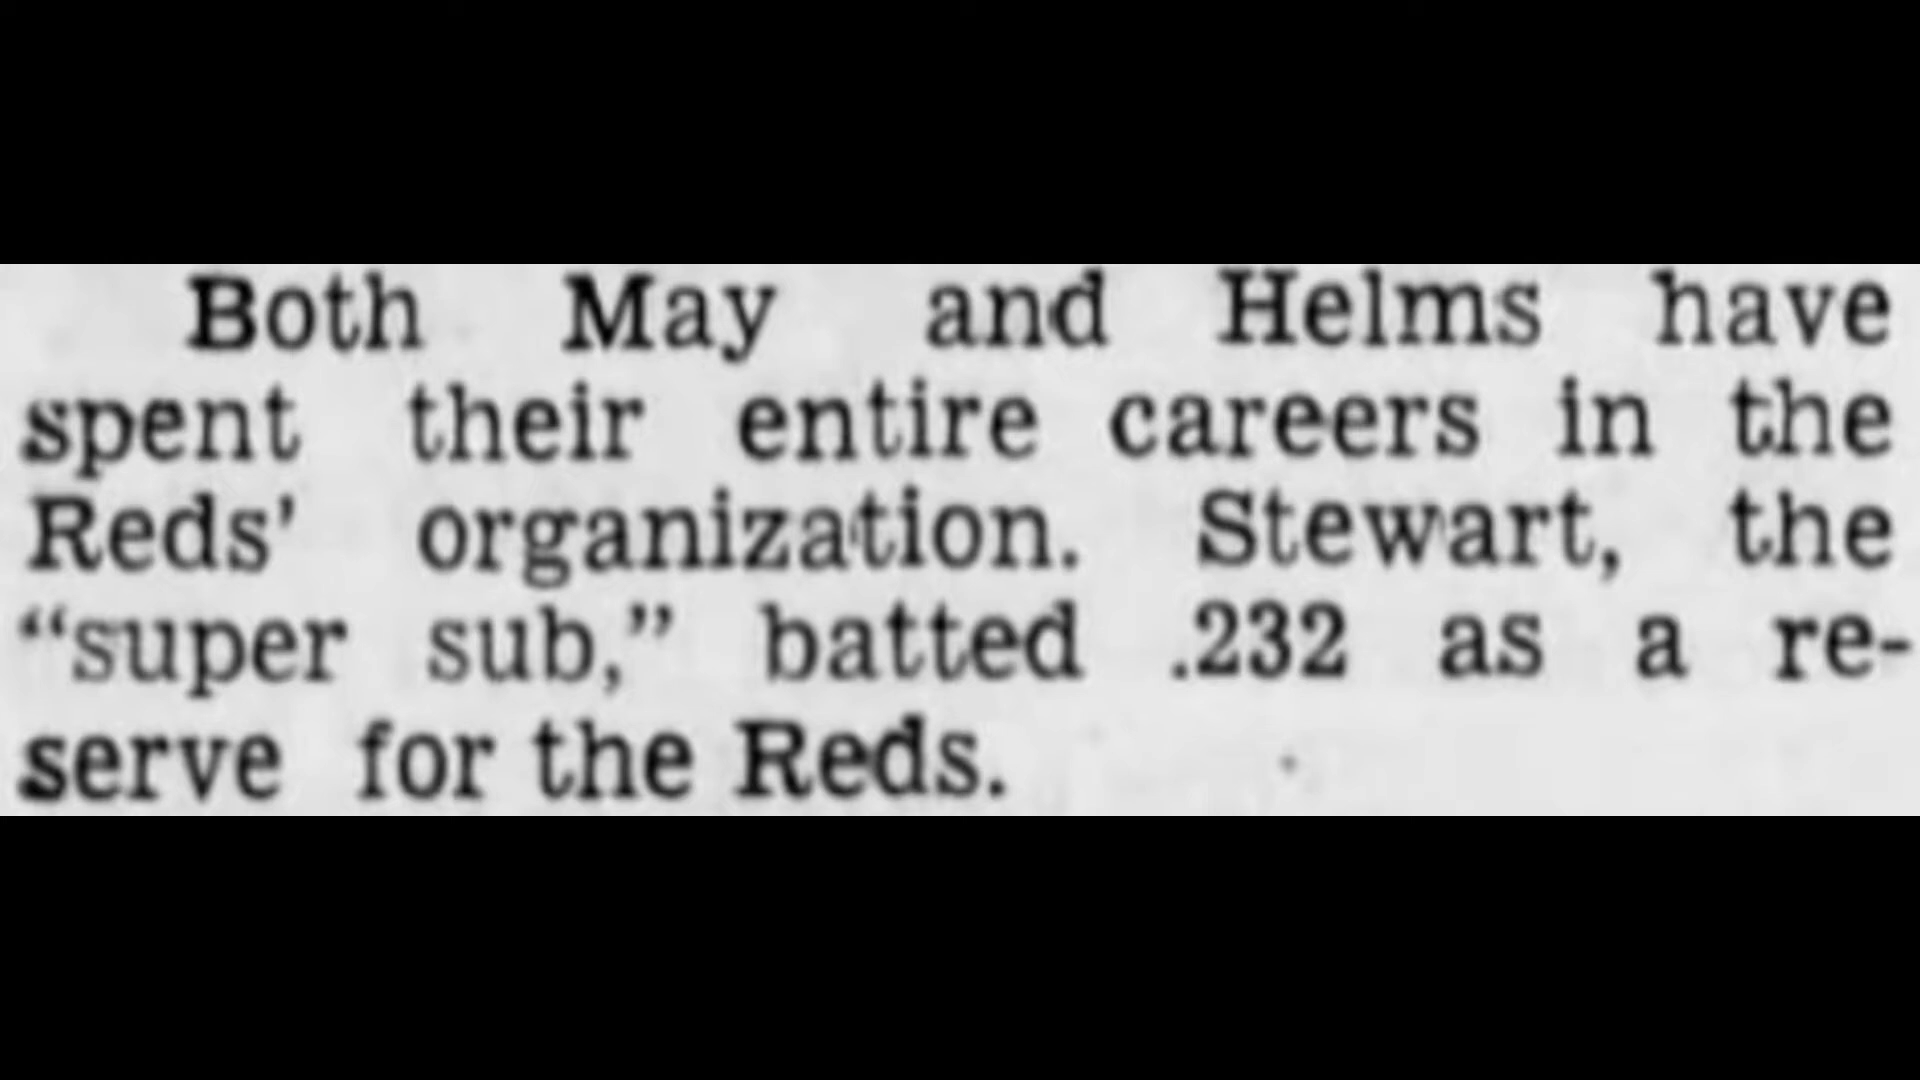 Both May and Helms have
spent their entire careers in the
Reds’ organization. Stewart, the
“super sub,” batted .232 as a re-
serve for the Reds.